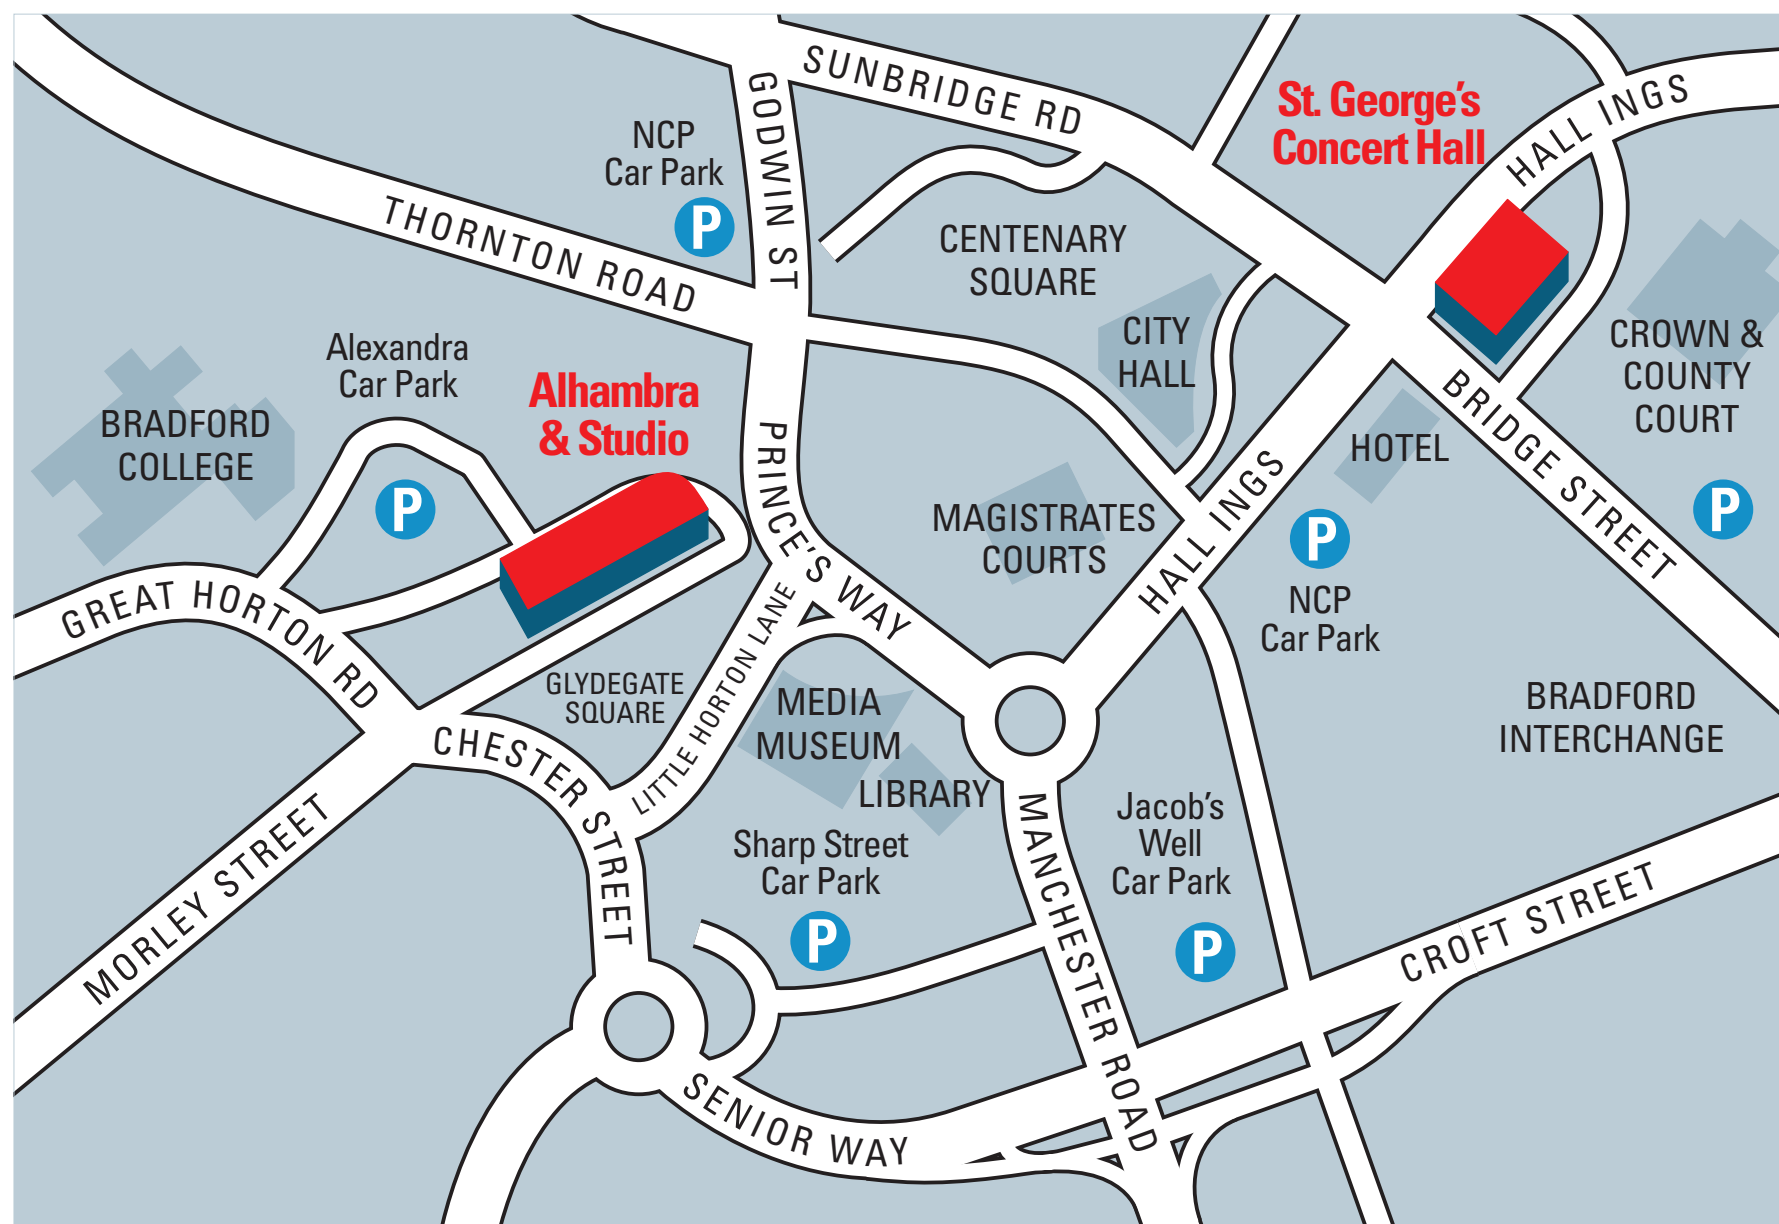 SUNBRIDGE RD
GODWIN ST
St. George's
Concert Hall
HALL INGS
NCP
Car Park
P
THORNTON ROAD
CENTENARY
SQUARE
CITY
HALL
CROWN &
COUNTY
COURT
P
Alexandra
Car Park
P
Alhambra
& Studio
BRADFORD
COLLEGE
PRINCE'S WAY
HOTEL
BRIDGE STREET
MAGISTRATES
COURTS
HALL INGS
P
NCP
Car Park
GREAT HORTON RD
GLYDEGATE
SQUARE
LITTLE HORTON LANE
MEDIA
MUSEUM
LIBRARY
BRADFORD
INTERCHANGE
CHESTER STREET
MORLEY STREET
Sharp Street
Car Park
P
MANCHESTER ROAD
Jacob's
Well
Car Park
P
CROFT STREET
SENIOR WAY